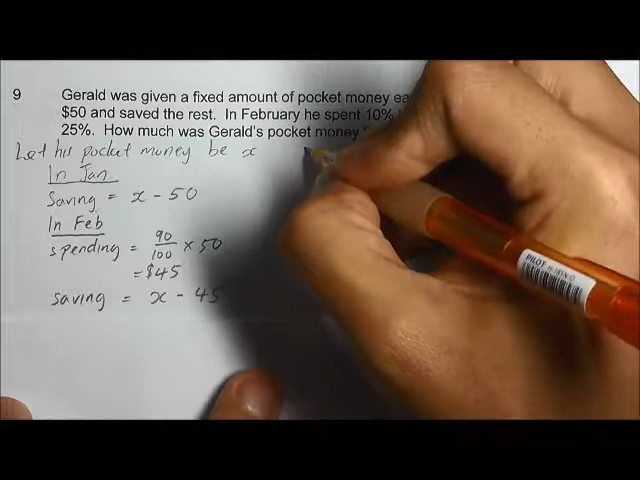 9 Gerald was given a fixed amount of pocket money ea
$50 and saved the rest. In February he spent 10%
25%. How much was Gerald's pocket money
Let his pocket money be x
In Jan
Saving = x - 50
In Feb
spending = 90/100 × 50
= $45
saving = x - 45
PILOT